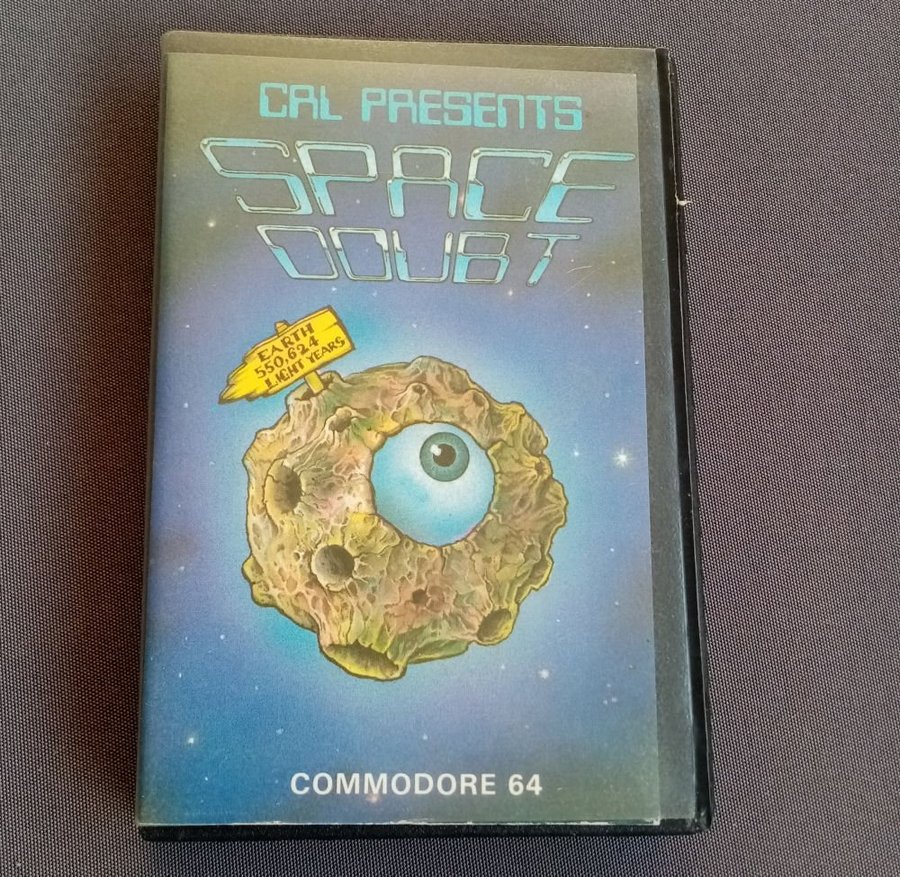 CRL PRESENTS
SPACE
DOUBT
EARTH
550,624
LIGHT YEARS
COMMODORE 64